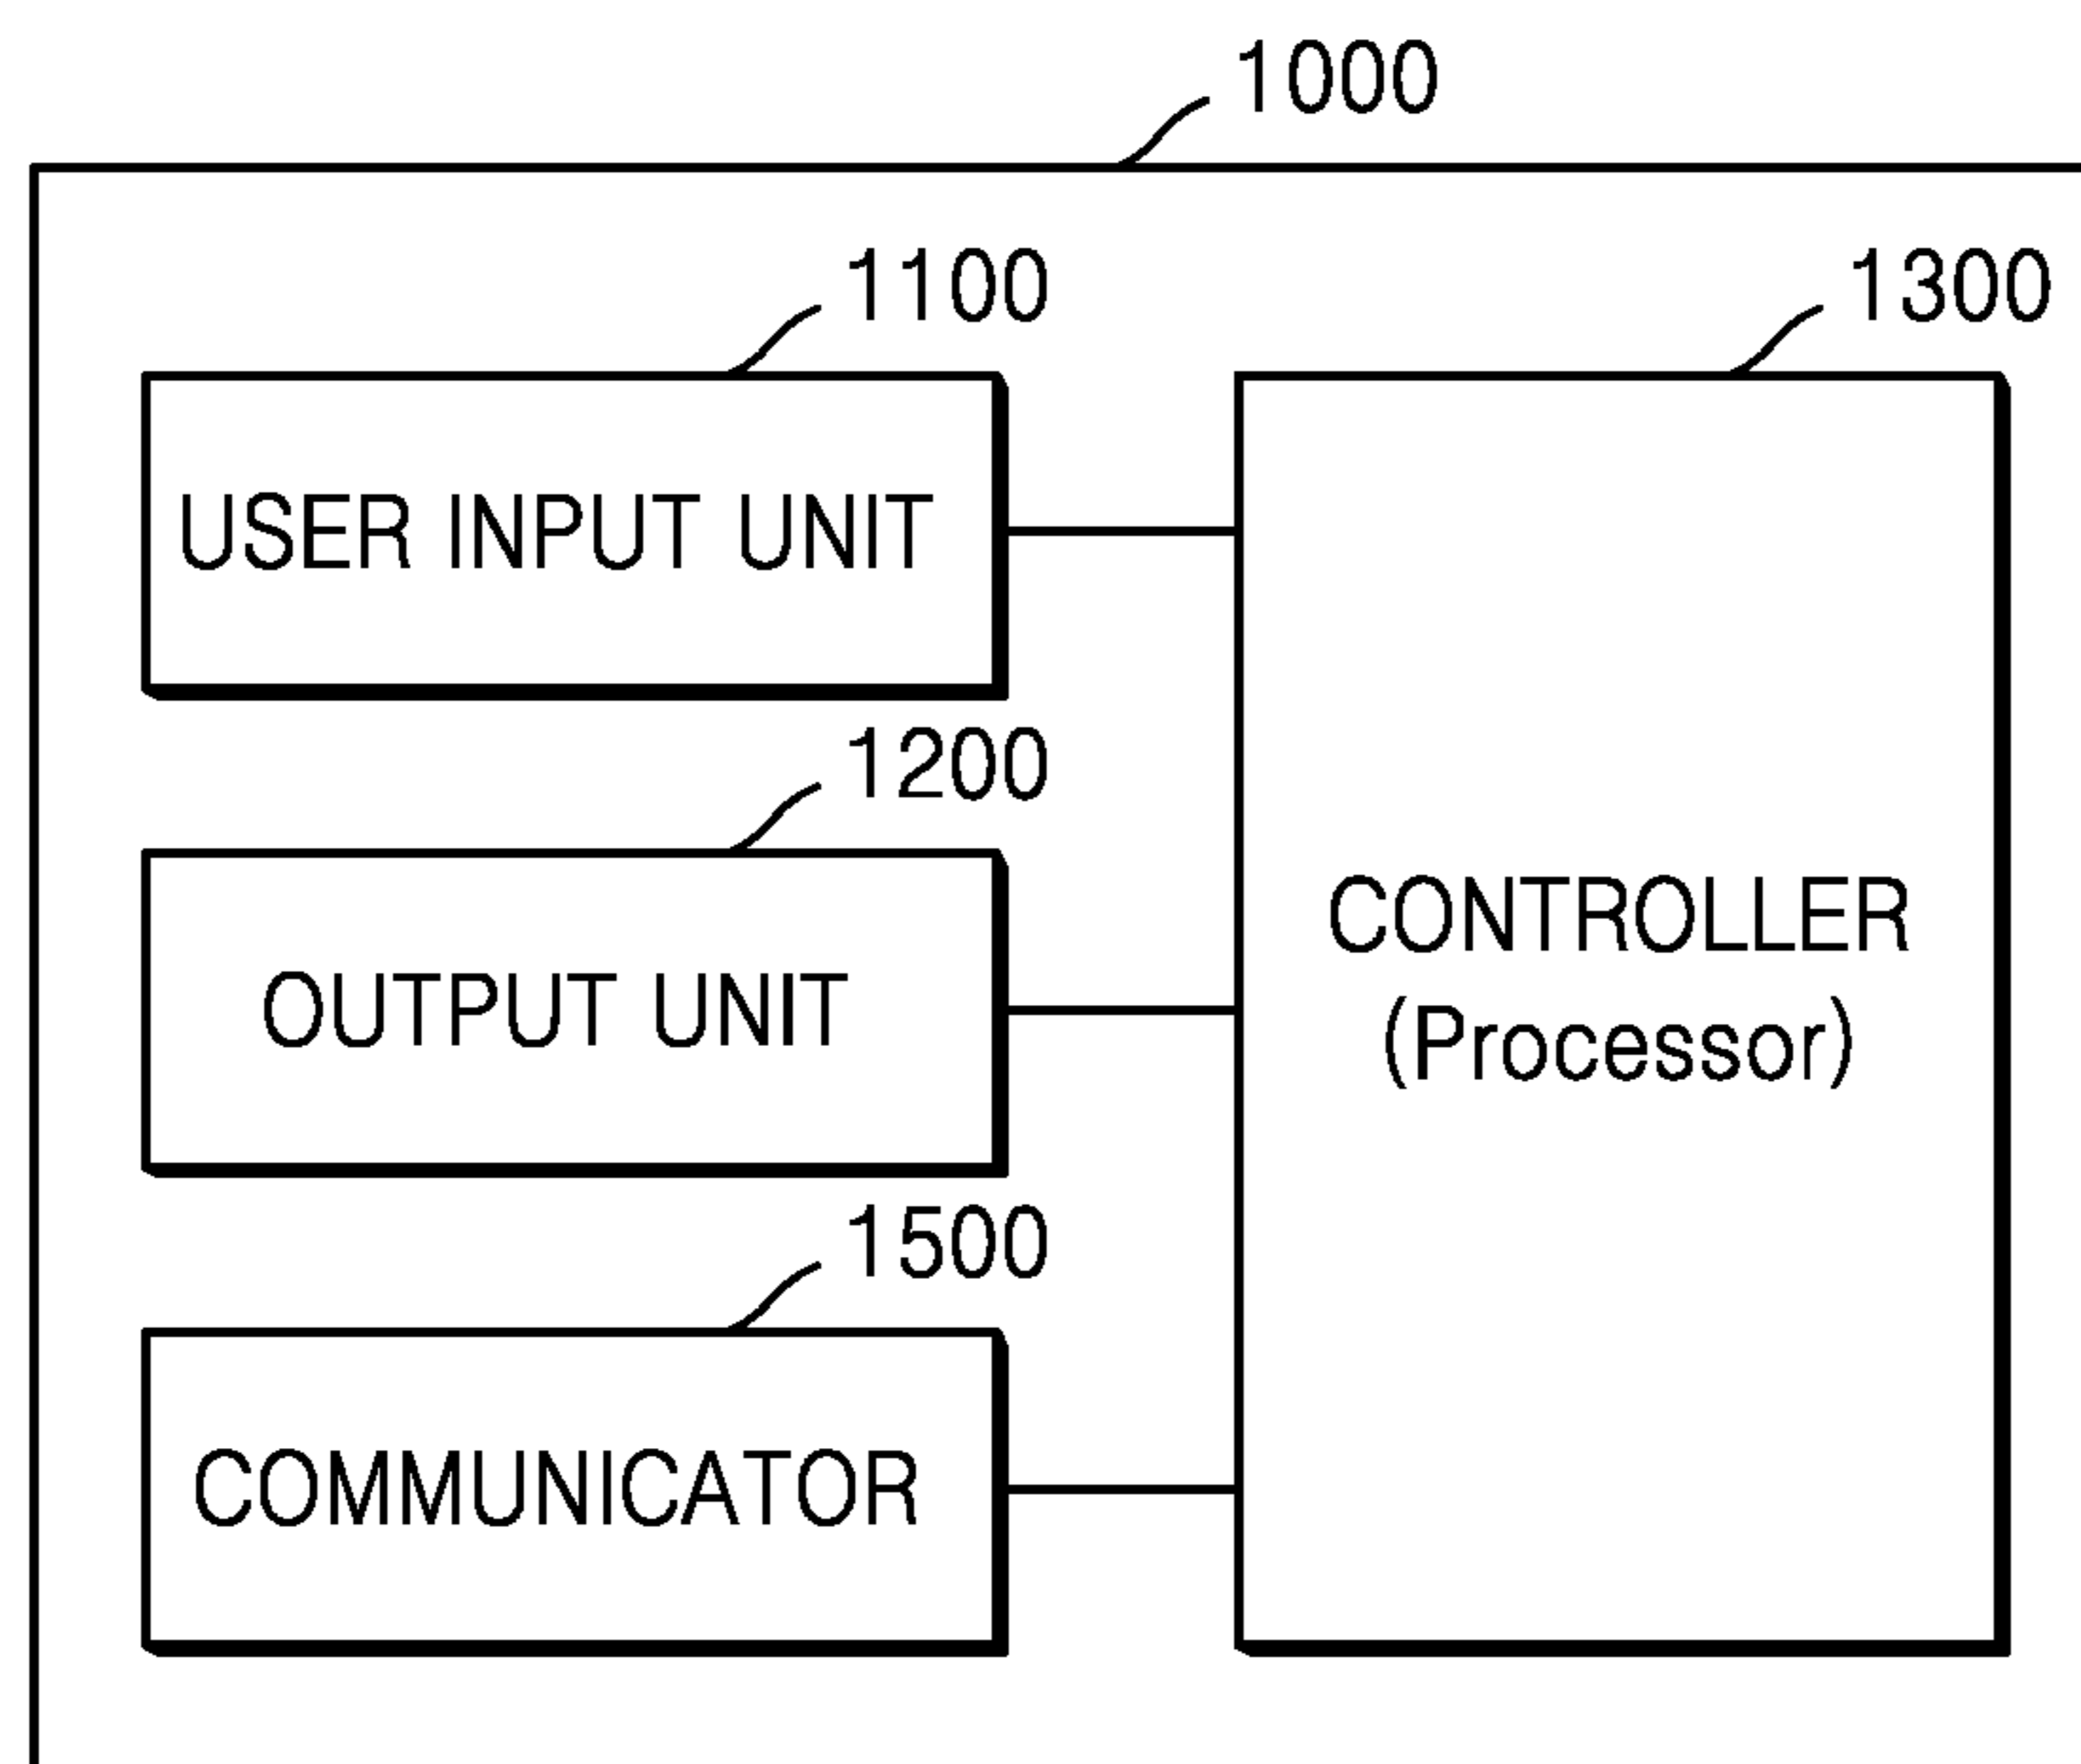 1000
1100
1300
USER INPUT UNIT
1200
OUTPUT UNIT
CONTROLLER
(Processor)
1500
COMMUNICATOR